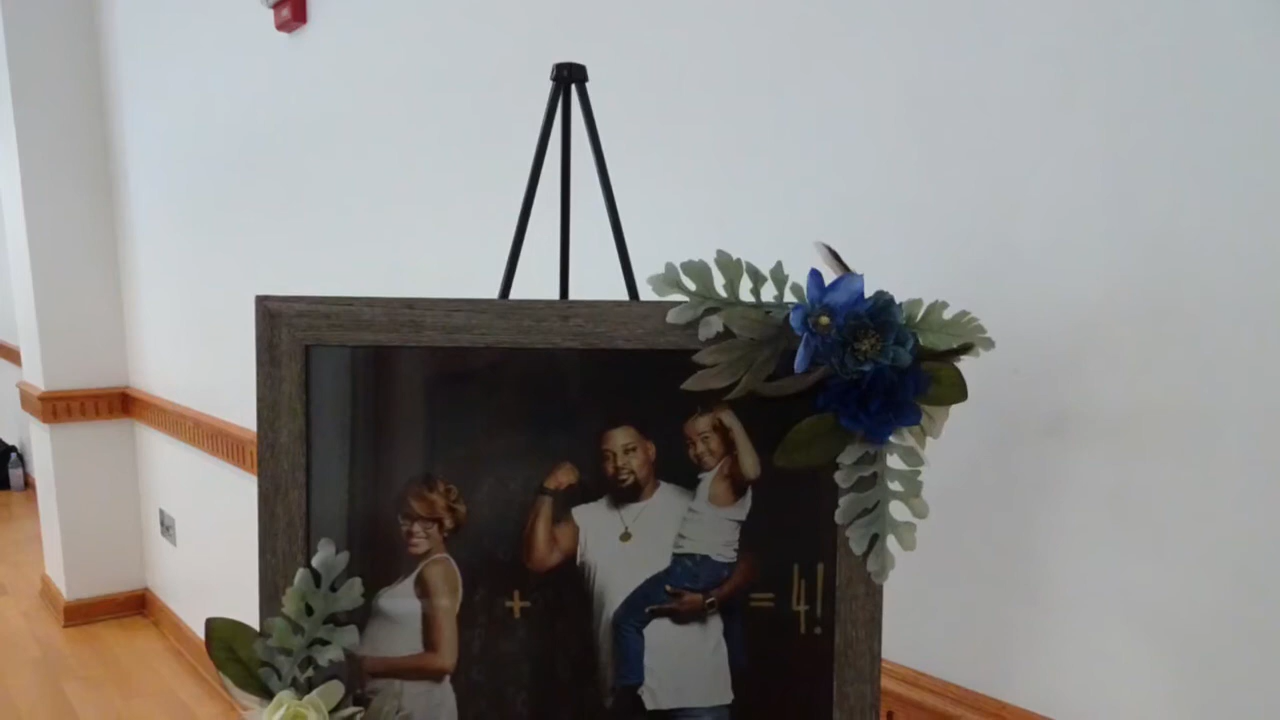 + = 4!